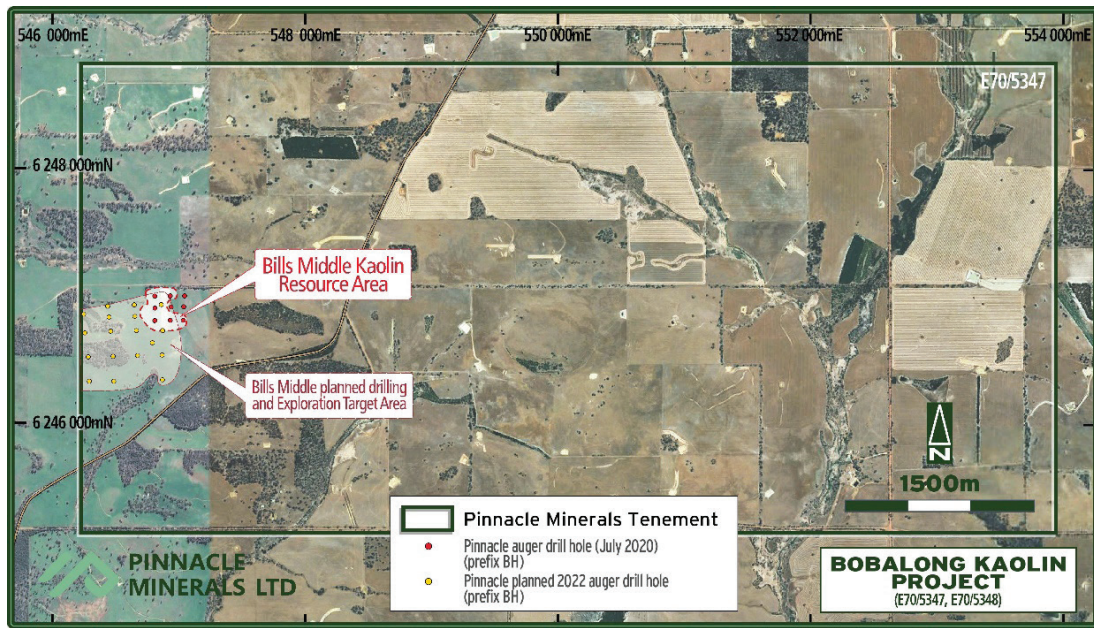 546 000mE
548 000mE
550 000mE
552 000mE
554 000mE
E70/5347
6 248 000mN
Bills Middle Kaolin
Resource Area
Bills Middle planned drilling
and Exploration Target Area
6 246 000mN
N
1500m
Pinnacle Minerals Tenement
Pinnacle auger drill hole (July 2020)
(prefix BH)
Pinnacle planned 2022 auger drill hole
(prefix BH)
PINNACLE
MINERALS LTD
BOBALONG KAOLIN
PROJECT
(E70/5347, E70/5348)